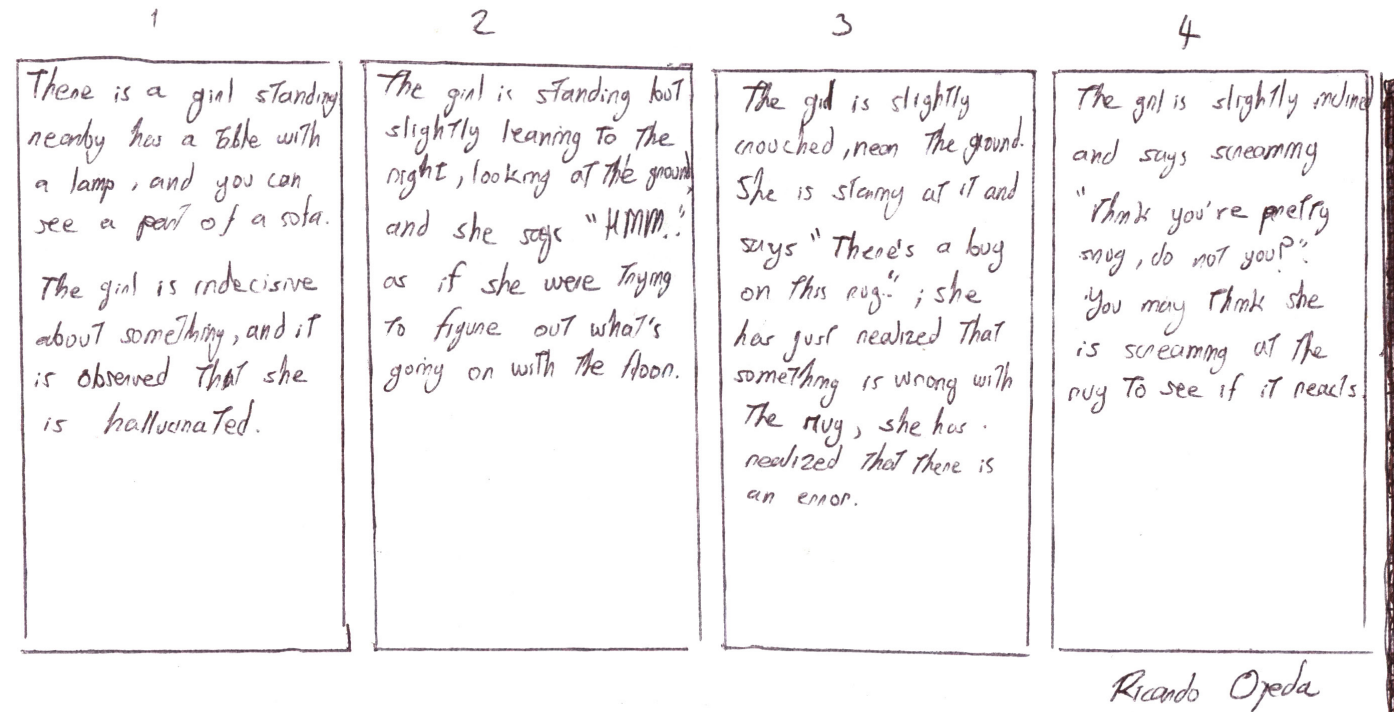 1
There is a girl standing
nearby has a table with
a lamp, and you can
see a part of a sofa.
The girl is indecisive
about something, and it
is observed that she
is hallucinated.
2
The girl is standing but
slightly leaning to the
right, looking at the ground,
and she says "HMM."
as if she were trying
to figure out what's
going on with the floor.
3
The girl is slightly
crouched, near the ground.
She is staring at it and
says "There's a bug
on this rug."; she
has just realized that
something is wrong with
the rug, she has
realized that there is
an error.
4
The girl is slightly inclined
and says screaming
"Think you're pretty
snug, do not you?".
You may think she
is screaming at the
rug to see if it reacts.
Ricardo Ojeda